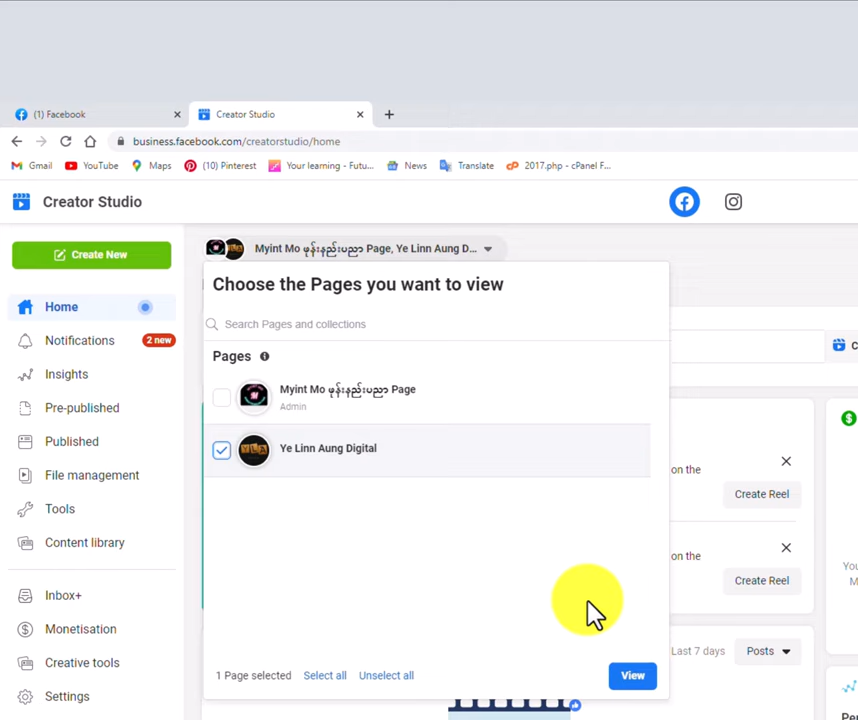 (1) Facebook
Creator Studio
business.facebook.com/creatorstudio/home
Gmail
YouTube
Maps
(10) Pinterest
Your learning - Futu...
News
Translate
2017.php - cPanel F...
Creator Studio
Create New
Myint Mo ဖုန်းနည်းပညာ Page, Ye Linn Aung D...
Choose the Pages you want to view
Home
Search Pages and collections
Notifications
2 new
Pages
Insights
Myint Mo ဖုန်းနည်းပညာ Page
Admin
Pre-published
Published
Ye Linn Aung Digital
on the
File management
Create Reel
Tools
Content library
on the
Create Reel
Inbox+
Monetisation
Last 7 days
Posts
Creative tools
1 Page selected
Select all
Unselect all
View
Settings